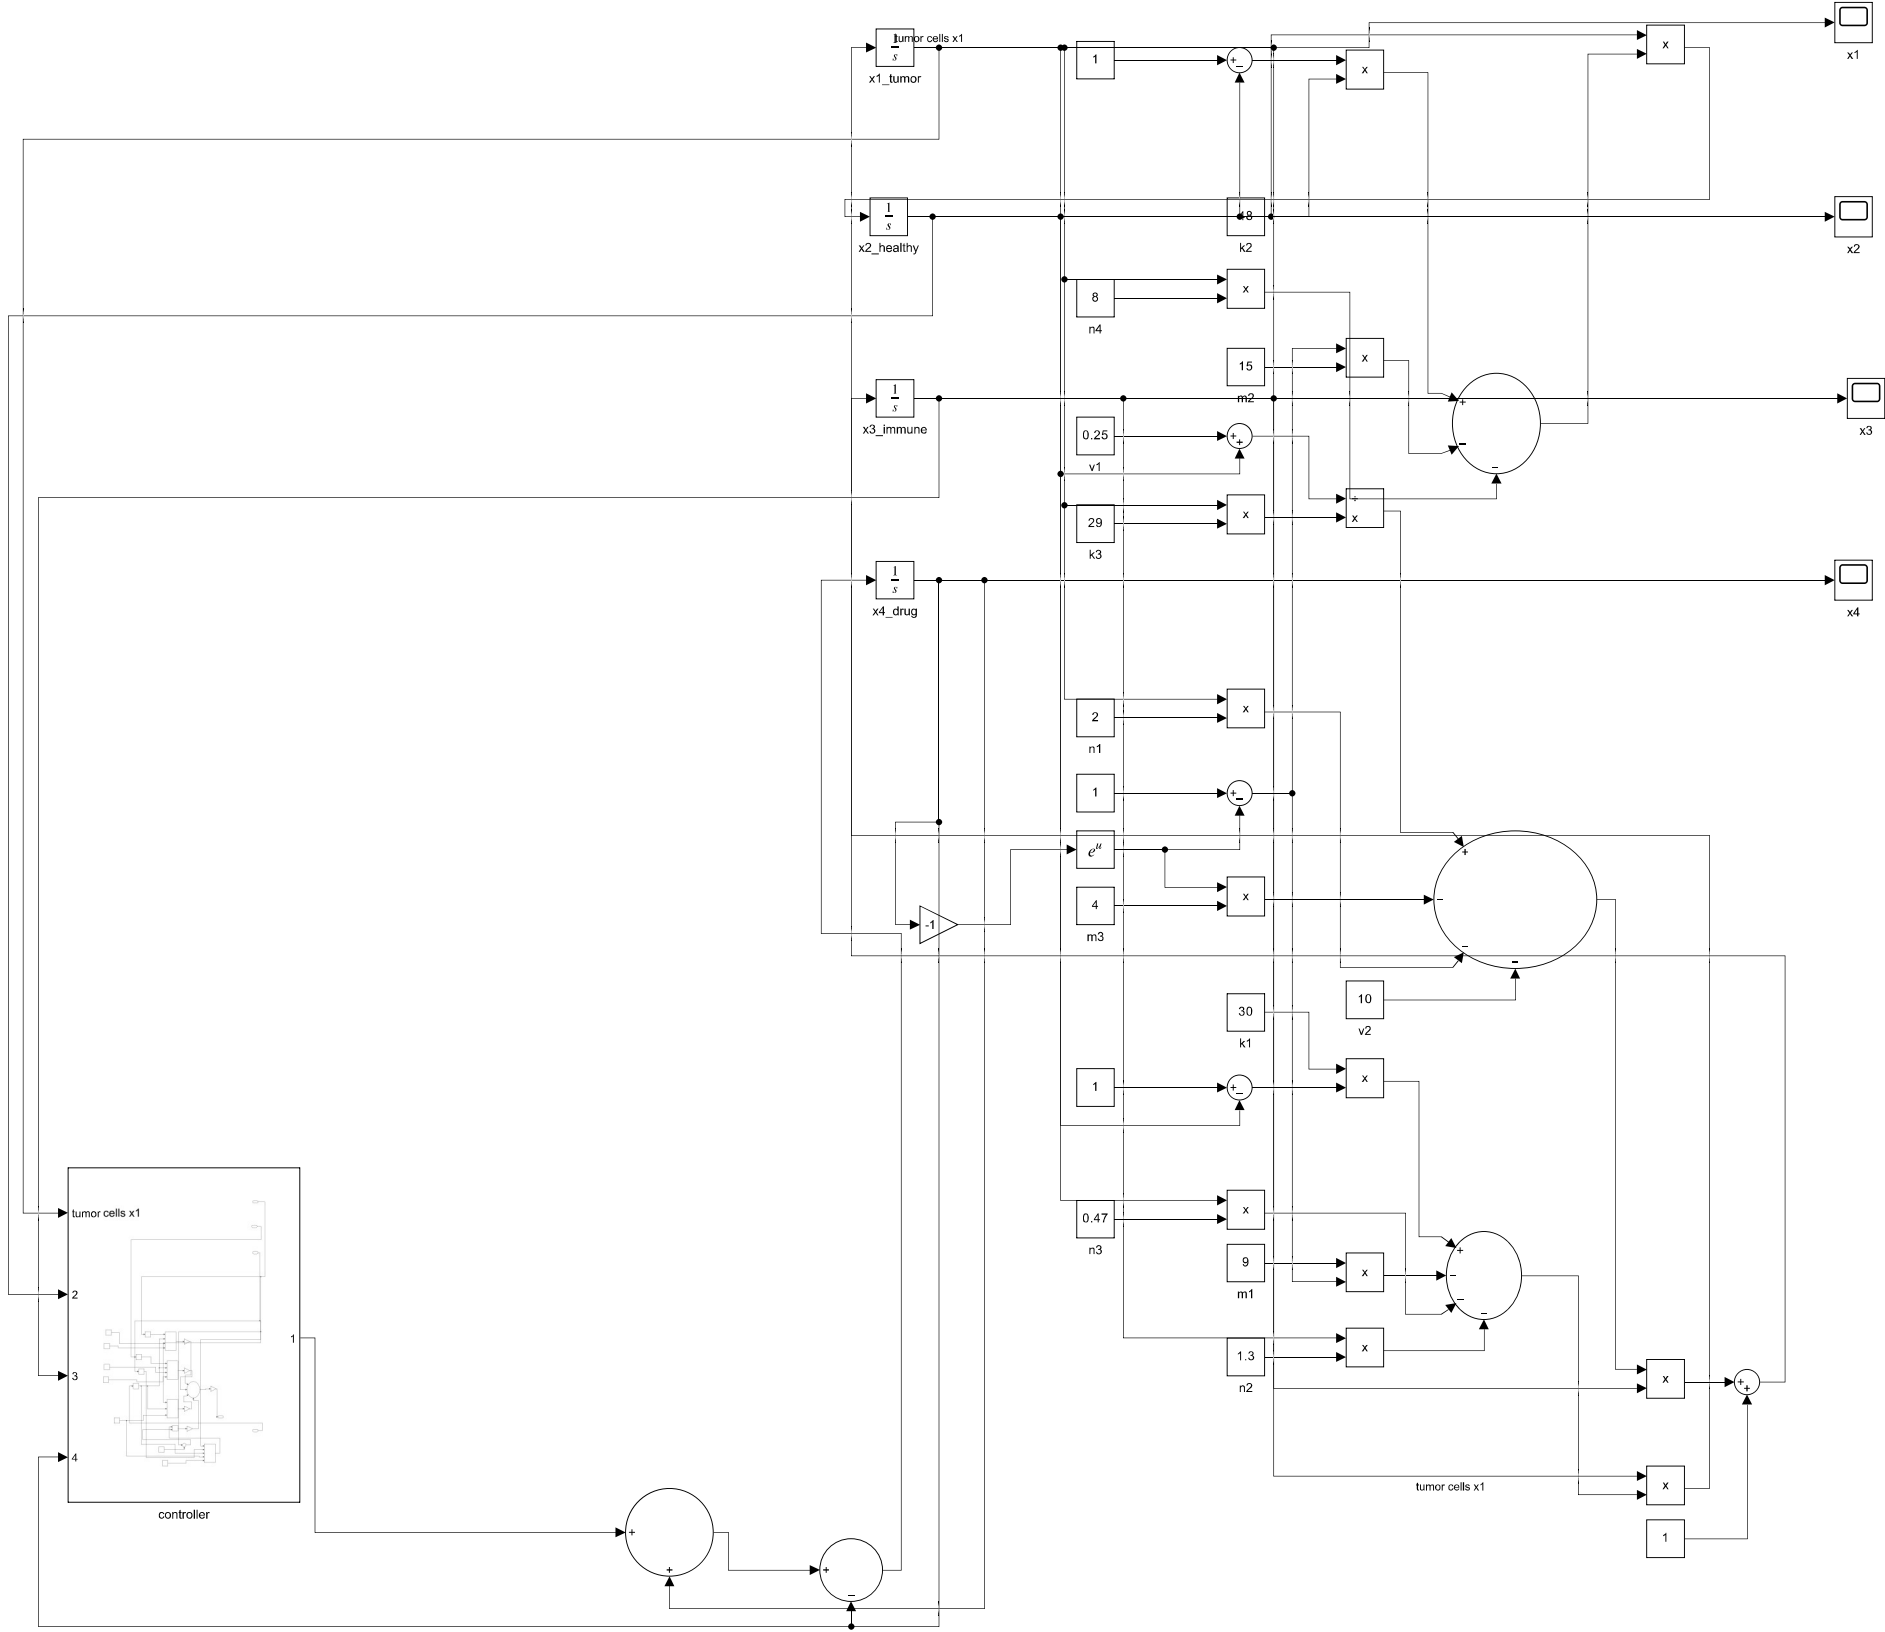 tumor cells x1
1
s
x1_tumor
1
+
−
x
x
x1
1
s
x2_healthy
18
k2
x2
x
8
n4
15
m2
x
1
s
x3_immune
+
−
−
x3
0.25
v1
+
+
29
k3
x
÷
x
1
s
x4_drug
x4
2
n1
x
1
+
−
e^u
-1
4
m3
x
+
−
−
−
10
v2
30
k1
1
+
−
x
tumor cells x1
2
3
4
1
controller
0.47
n3
x
9
m1
x
+
−
−
−
1.3
n2
x
x
+
+
tumor cells x1
x
1
+
+
+
−